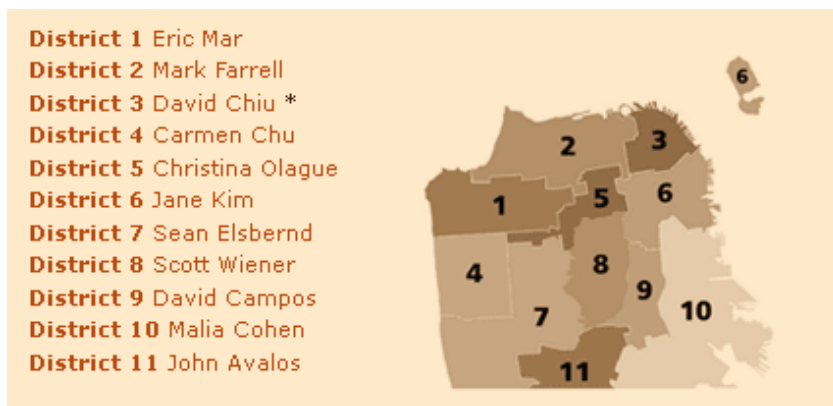 District 1 Eric Mar
District 2 Mark Farrell
District 3 David Chiu *
District 4 Carmen Chu
District 5 Christina Olague
District 6 Jane Kim
District 7 Sean Elsbernd
District 8 Scott Wiener
District 9 David Campos
District 10 Malia Cohen
District 11 John Avalos
6
2
3
1
5
6
4
8
9
7
10
11